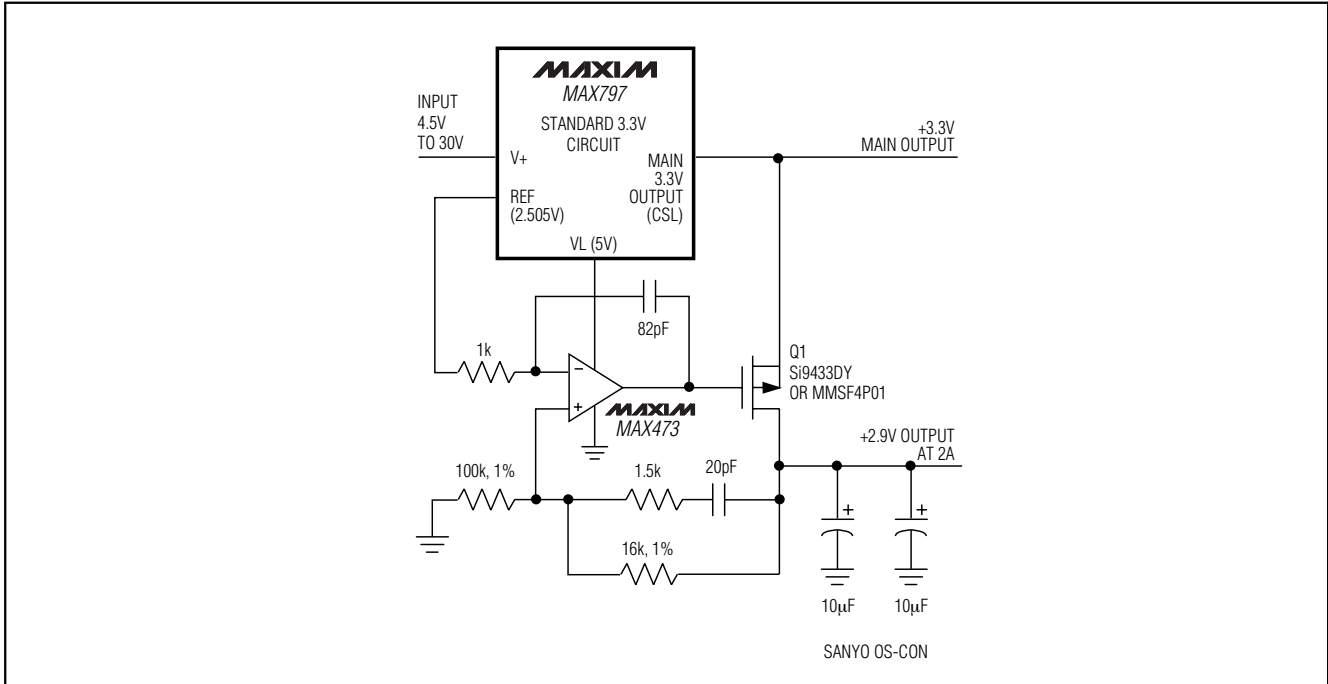 MAXIM
MAX797
STANDARD 3.3V
CIRCUIT
INPUT
4.5V
TO 30V
V+
REF
(2.505V)
MAIN
3.3V
OUTPUT
(CSL)
VL (5V)
+3.3V
MAIN OUTPUT
82pF
1k
−
+
MAXIM
MAX473
Q1
Si9433DY
OR MMSF4P01
+2.9V OUTPUT
AT 2A
100k, 1%
1.5k
20pF
16k, 1%
+
+
10µF
10µF
SANYO OS-CON